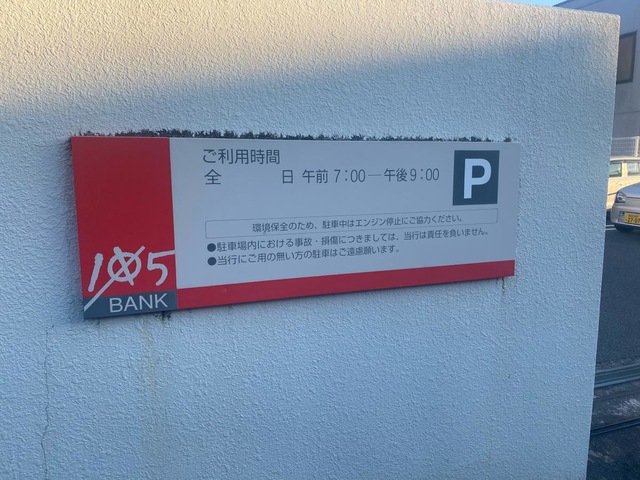 ご利用時間
全 日 午前 7:00―午後 9:00
P
環境保全のため、駐車中はエンジン停止にご協力ください。
●駐車場内における事故・損傷につきましては、当行は責任を負いません。
●当行にご用の無い方の駐車はご遠慮願います。
105
BANK